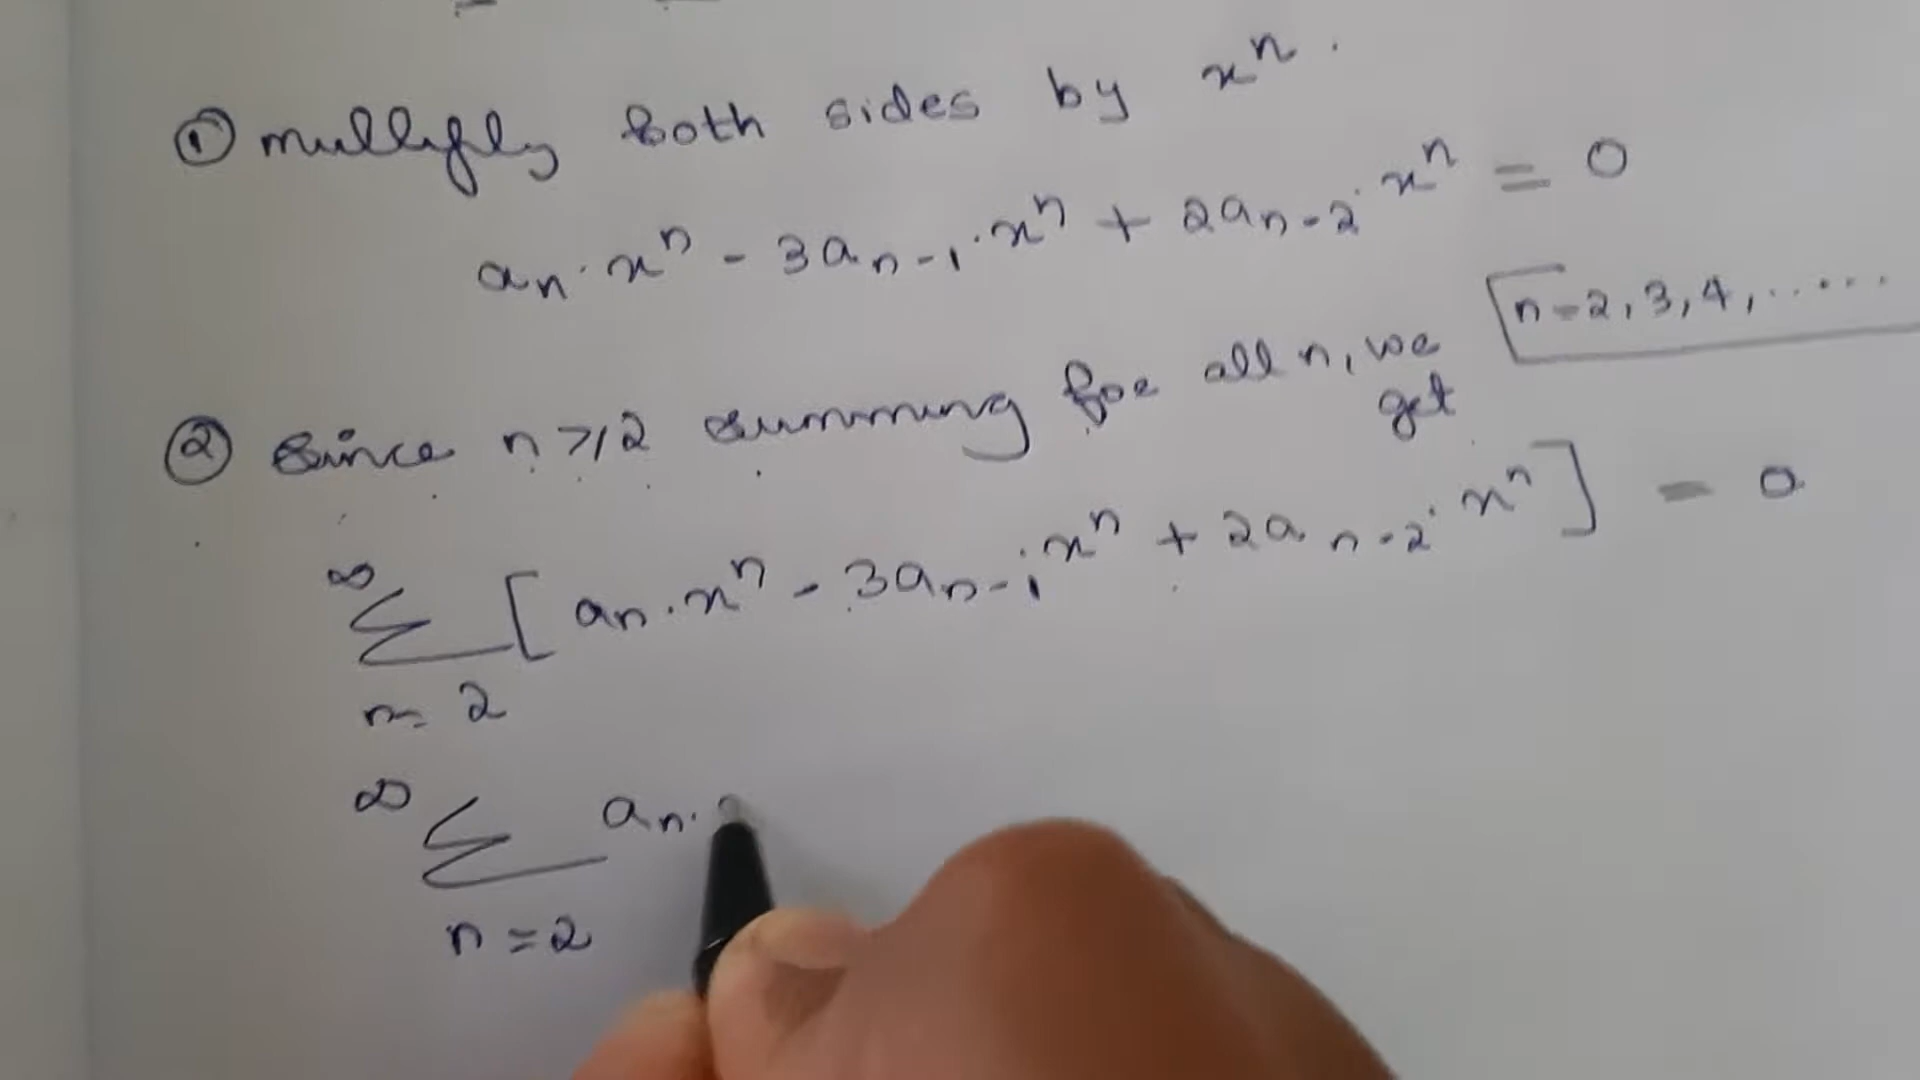 ① multiply both sides by xⁿ.
aₙ · xⁿ - 3aₙ₋₁ · xⁿ + 2aₙ₋₂ · xⁿ = 0
n=2, 3, 4, .....
② Since n ≥ 2 summing for all n, we
get
∞
∑ [aₙ · xⁿ - 3aₙ₋₁ · xⁿ + 2aₙ₋₂ · xⁿ] = 0
n= 2
∞
∑ aₙ ·
n = 2